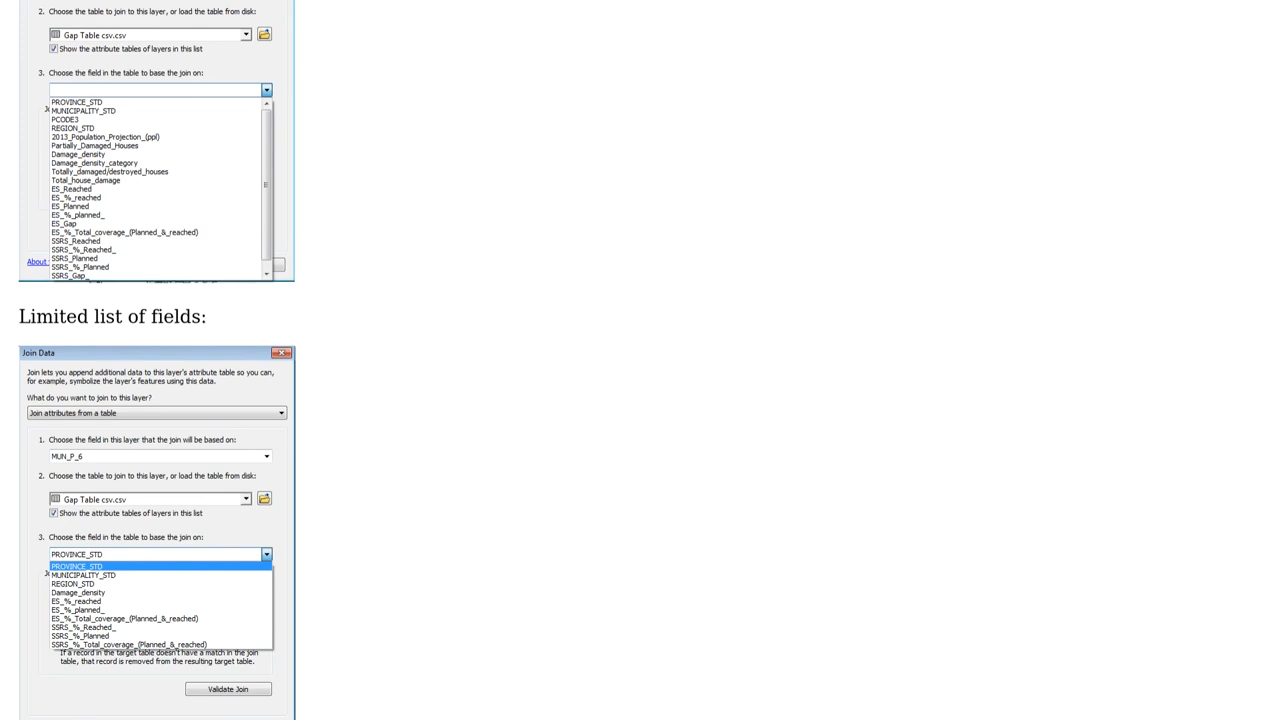 2. Choose the table to join to this layer, or load the table from disk:
Gap Table csv.csv
Show the attribute tables of layers in this list
3. Choose the field in the table to base the join on:
PROVINCE_STD
MUNICIPALITY_STD
PCODE3
REGION_STD
2013_Population_Projection_(ppl)
Partially_Damaged_Houses
Damage_density
Damage_density_category
Totally_damaged/destroyed_houses
Total_house_damage
ES_Reached
ES_%_reached
ES_Planned
ES_%_planned_
ES_Gap
ES_%_Total_coverage_(Planned_&_reached)
SSRS_Reached
SSRS_%_Reached_
SSRS_Planned
SSRS_%_Planned
SSRS_Gap_
About
Limited list of fields:
Join Data
Join lets you append additional data to this layer's attribute table so you can,
for example, symbolize the layer's features using this data.
What do you want to join to this layer?
Join attributes from a table
1. Choose the field in this layer that the join will be based on:
MUN_P_6
2. Choose the table to join to this layer, or load the table from disk:
Gap Table csv.csv
Show the attribute tables of layers in this list
3. Choose the field in the table to base the join on:
PROVINCE_STD
PROVINCE_STD
MUNICIPALITY_STD
REGION_STD
Damage_density
ES_%_reached
ES_%_planned_
ES_%_Total_coverage_(Planned_&_reached)
SSRS_%_Reached_
SSRS_%_Planned
SSRS_%_Total_coverage_(Planned_&_reached)
If a record in the target table doesn't have a match in the join
table, that record is removed from the resulting target table.
Validate Join